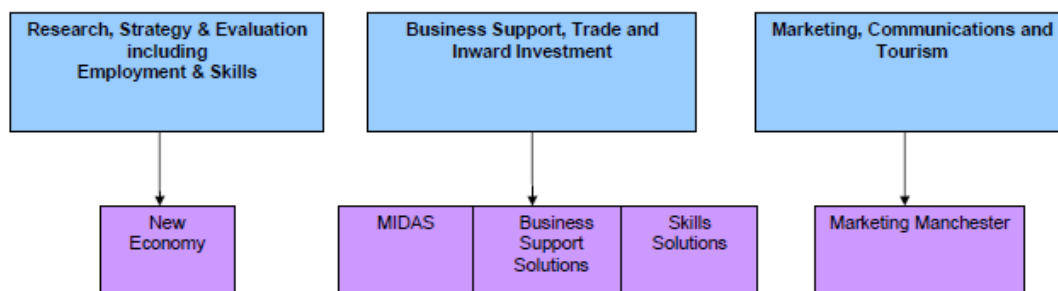 Research, Strategy & Evaluation
including
Employment & Skills
Business Support, Trade and
Inward Investment
Marketing, Communications and
Tourism
New
Economy
MIDAS
Business
Support
Solutions
Skills
Solutions
Marketing Manchester